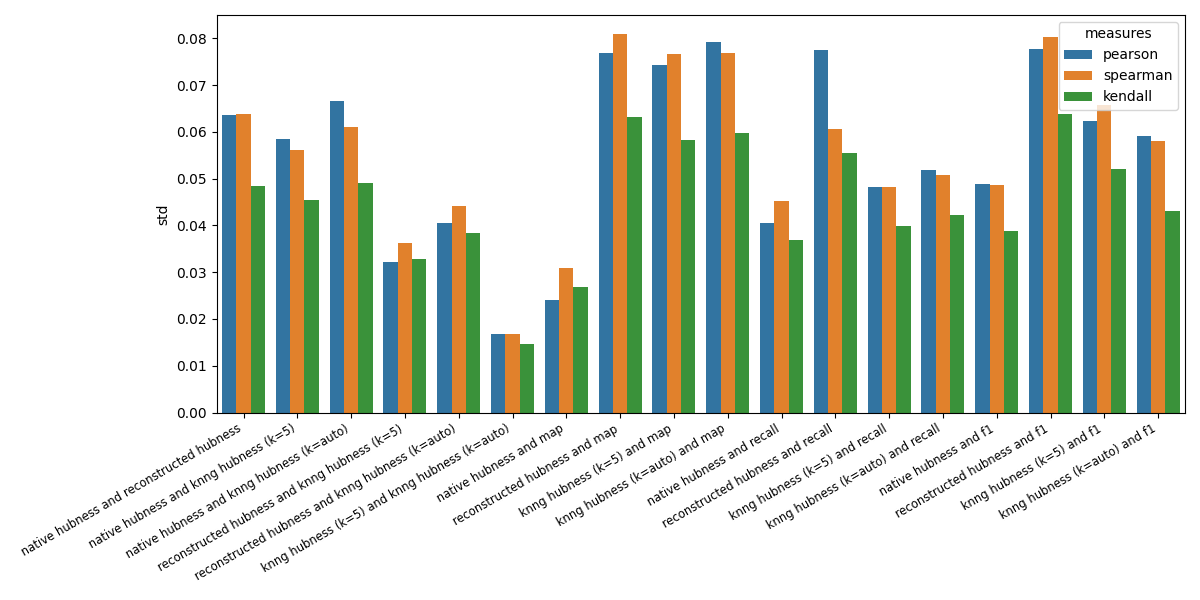 measures
pearson
spearman
kendall
std
0.08
0.07
0.06
0.05
0.04
0.03
0.02
0.01
0.00
native hubness and reconstructed hubness
native hubness and knng hubness (k=5)
native hubness and knng hubness (k=auto)
reconstructed hubness and knng hubness (k=5)
reconstructed hubness and knng hubness (k=auto)
knng hubness (k=5) and knng hubness (k=auto)
native hubness and map
reconstructed hubness and map
knng hubness (k=5) and map
knng hubness (k=auto) and map
native hubness and recall
reconstructed hubness and recall
knng hubness (k=5) and recall
knng hubness (k=auto) and recall
native hubness and f1
reconstructed hubness and f1
knng hubness (k=5) and f1
knng hubness (k=auto) and f1